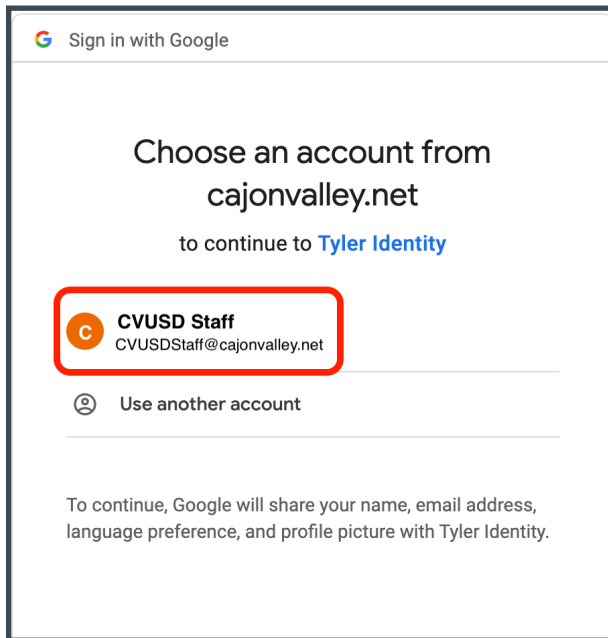 Sign in with Google
Choose an account from
cajonvalley.net
to continue to Tyler Identity
C
CVUSD Staff
CVUSDStaff@cajonvalley.net
Use another account
To continue, Google will share your name, email address,
language preference, and profile picture with Tyler Identity.